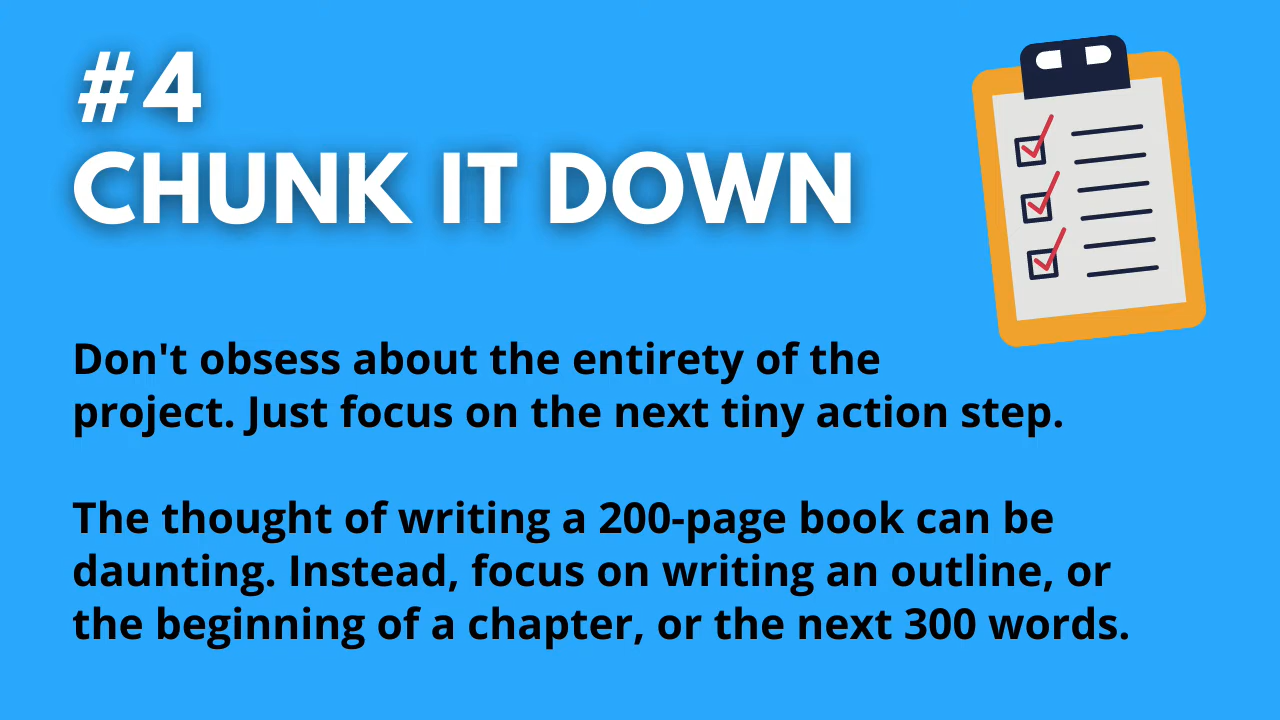 #4
CHUNK IT DOWN
Don't obsess about the entirety of the
project. Just focus on the next tiny action step.
The thought of writing a 200-page book can be
daunting. Instead, focus on writing an outline, or
the beginning of a chapter, or the next 300 words.